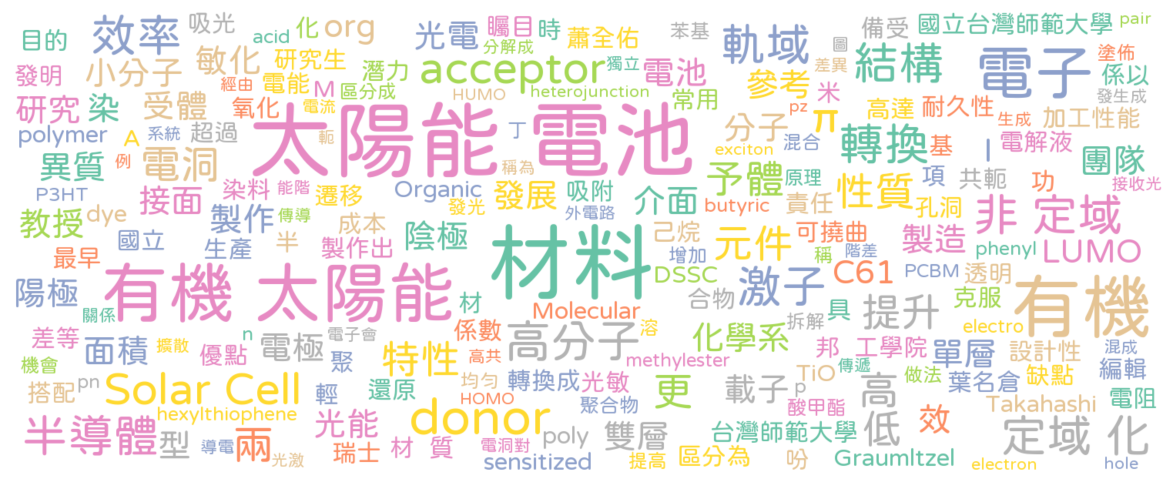 目的 效率 吸光 acid 化 org 光電 矚目 時 蕭全佑 苯基 備受 國立台灣師範大學 pair
分解成 獨立 軌域 圖 結構 電子 塗佈
發明 小分子 敏化 研究生 電能 M 潛力 區分成 acceptor 電池 參考 差異 係以
經由 HUMO heterojunction 常用 米 發生成
研究 染 受體 氧化 電流 太陽能 電池 分子 pz π 高達 耐久性 生成 加工性能
polymer A 系統 超過 軛 丁 exciton 混合 轉換 基 I 電解液
異質 例 電洞 稱為 予體 原理 團隊
P3HT 接面 染料 能階 遷移 Organic 發展 吸附 介面 性質 項 共軛 功 接收光
教授 dye 製作 傳導 成本 發光 外電路 butyric 責任 孔洞 非 定域
國立 生產 半 製作出 陰極 材料 己烷 元件 可撓曲 製造 phenyl LUMO
最早 增加 稱 階差
陽極 有機 太陽能 DSSC 激子 C61 PCBM 透明 有機
關係 材 Molecular 合物 具 提升 克服
差等 n 電子會 係數 高分子 溶 化學系 拆解 electro
機會 面積 擴散 優點 電極 聚 特性 高共 methylester 邦 工學院 單層 設計性 混成
搭配 pn Solar Cell 輕 還原 均勻 轉換成 光敏 更 載子 TiO 傳遞 高 做法 葉名倉 缺點 編輯
hexylthiophene HOMO 聚合物 p 酸甲酯 Takahashi 電阻
半導體 型 兩 光能 donor 雙層 台灣師範大學 低 效 定域 化
導電 光激 瑞士 材 質 電洞對 poly
sensitized 提高 區分為 吩 Graumltzel electron hole